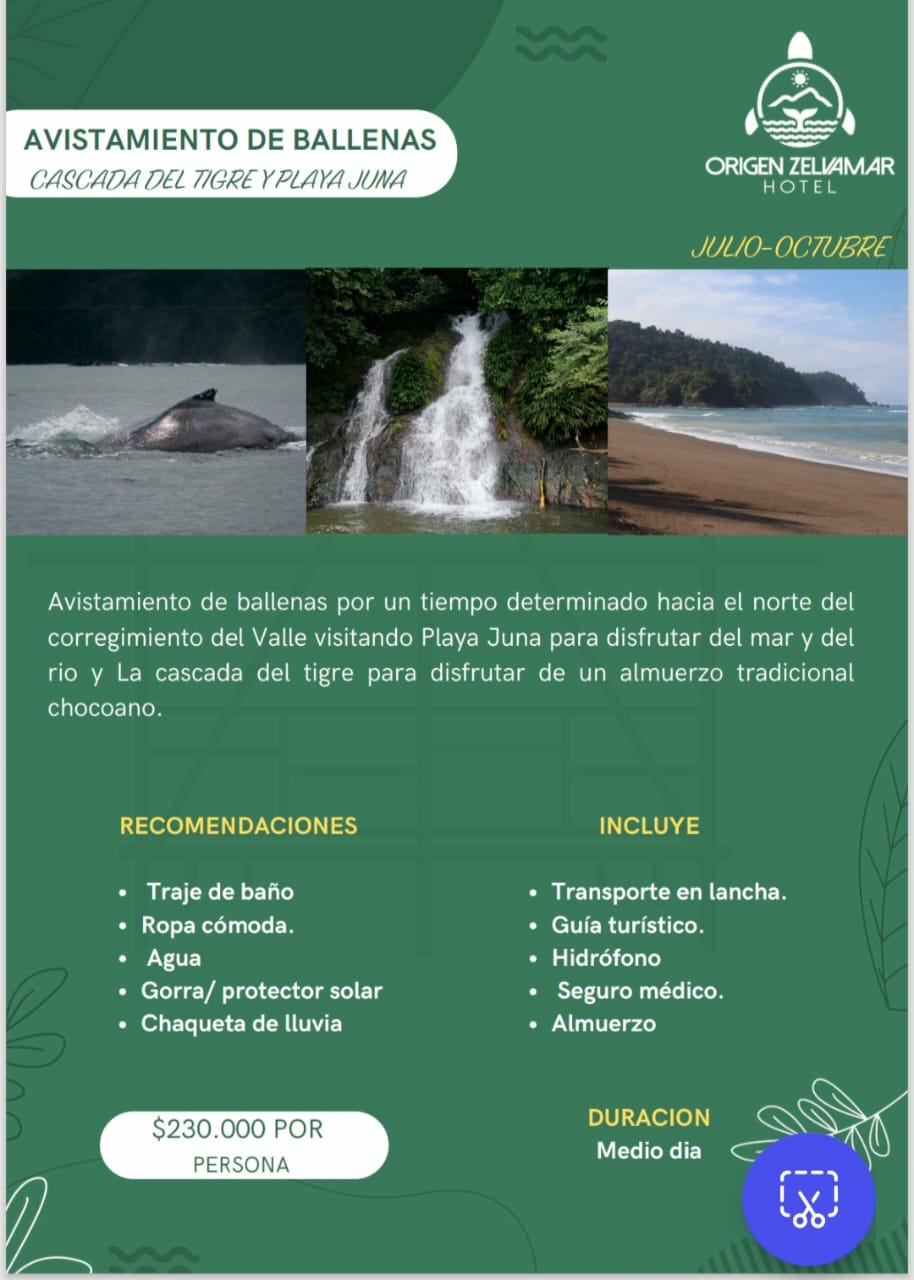 AVISTAMIENTO DE BALLENAS
CASCADA DEL TIGRE Y PLAYA JUNA
ORIGEN ZELVAMAR
HOTEL
JULIO-OCTUBRE
Avistamiento de ballenas por un tiempo determinado hacia el norte del
corregimiento del Valle visitando Playa Juna para disfrutar del mar y del
rio y La cascada del tigre para disfrutar de un almuerzo tradicional
chocoano.
RECOMENDACIONES
• Traje de baño
• Ropa cómoda.
• Agua
• Gorra/ protector solar
• Chaqueta de lluvia
INCLUYE
• Transporte en lancha.
• Guía turístico.
• Hidrófono
• Seguro médico.
• Almuerzo
$230.000 POR
PERSONA
DURACION
Medio dia